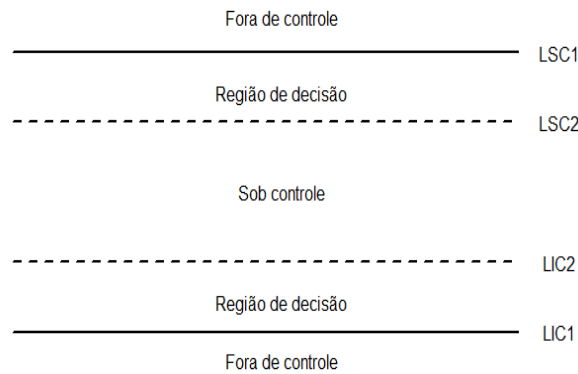 Fora de controle
LSC1
Região de decisão
LSC2
Sob controle
LIC2
Região de decisão
LIC1
Fora de controle